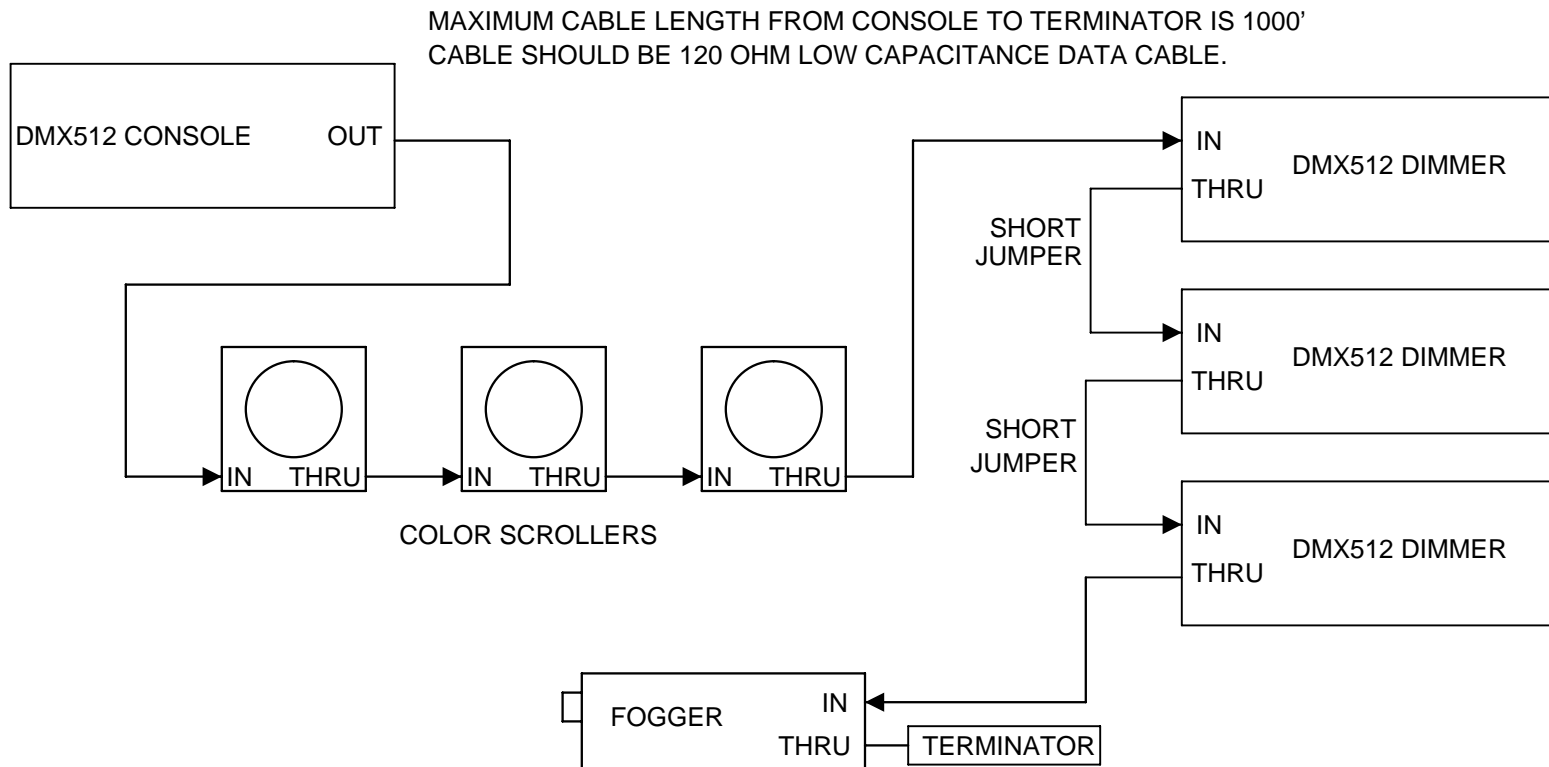 MAXIMUM CABLE LENGTH FROM CONSOLE TO TERMINATOR IS 1000’
CABLE SHOULD BE 120 OHM LOW CAPACITANCE DATA CABLE.
DMX512 CONSOLE OUT
IN
DMX512 DIMMER
THRU
SHORT
JUMPER
IN
DMX512 DIMMER
THRU
SHORT
JUMPER
IN THRU IN THRU IN THRU
COLOR SCROLLERS
IN
DMX512 DIMMER
THRU
IN
FOGGER
THRU TERMINATOR